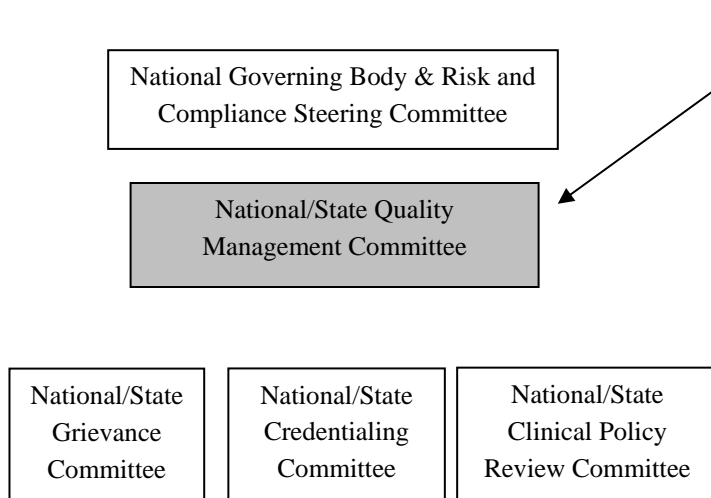 National Governing Body & Risk and
Compliance Steering Committee
National/State Quality
Management Committee
National/State
Grievance
Committee
National/State
Credentialing
Committee
National/State
Clinical Policy
Review Committee